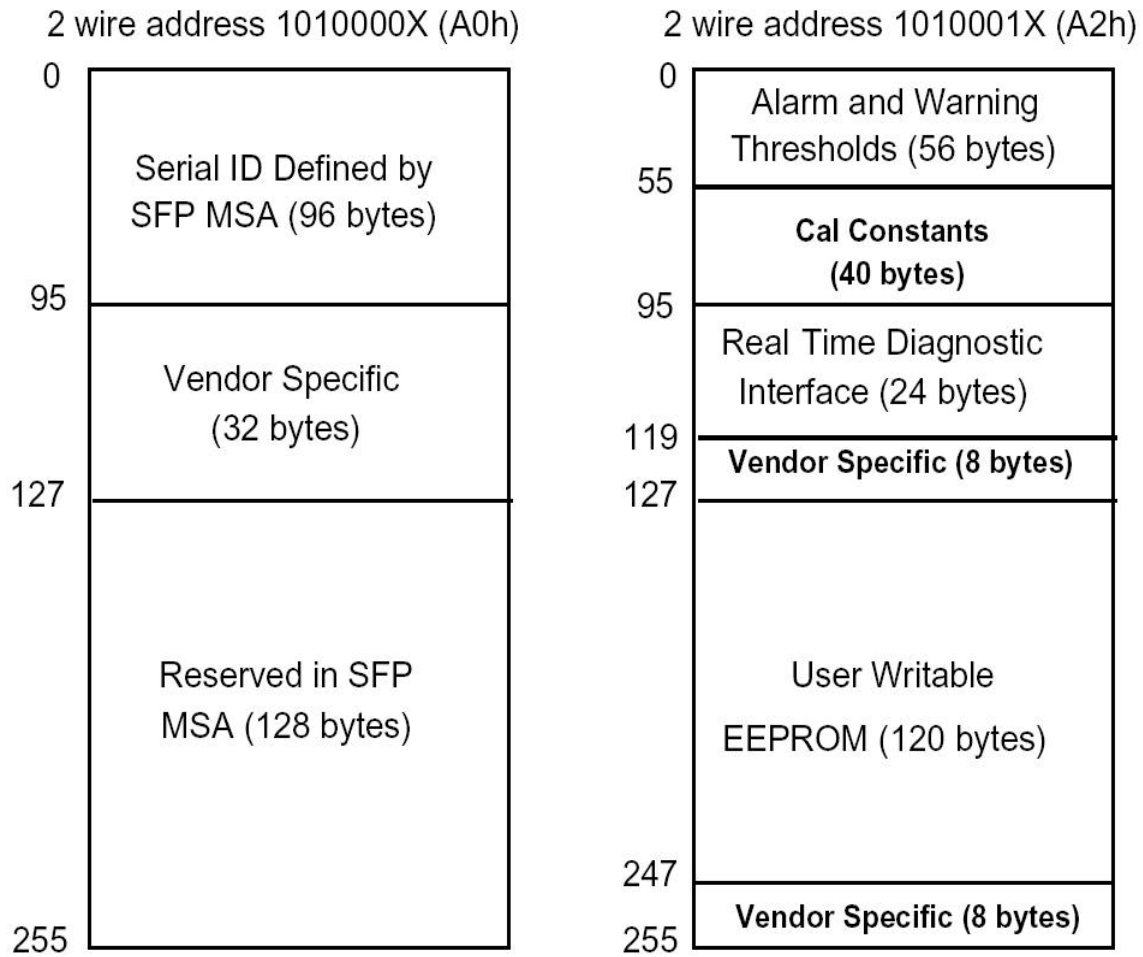 2 wire address 1010000X (A0h)
0
Serial ID Defined by
SFP MSA (96 bytes)
95
Vendor Specific
(32 bytes)
127
Reserved in SFP
MSA (128 bytes)
255
2 wire address 1010001X (A2h)
0
Alarm and Warning
Thresholds (56 bytes)
55
Cal Constants
(40 bytes)
95
Real Time Diagnostic
Interface (24 bytes)
119
Vendor Specific (8 bytes)
127
User Writable
EEPROM (120 bytes)
247
Vendor Specific (8 bytes)
255